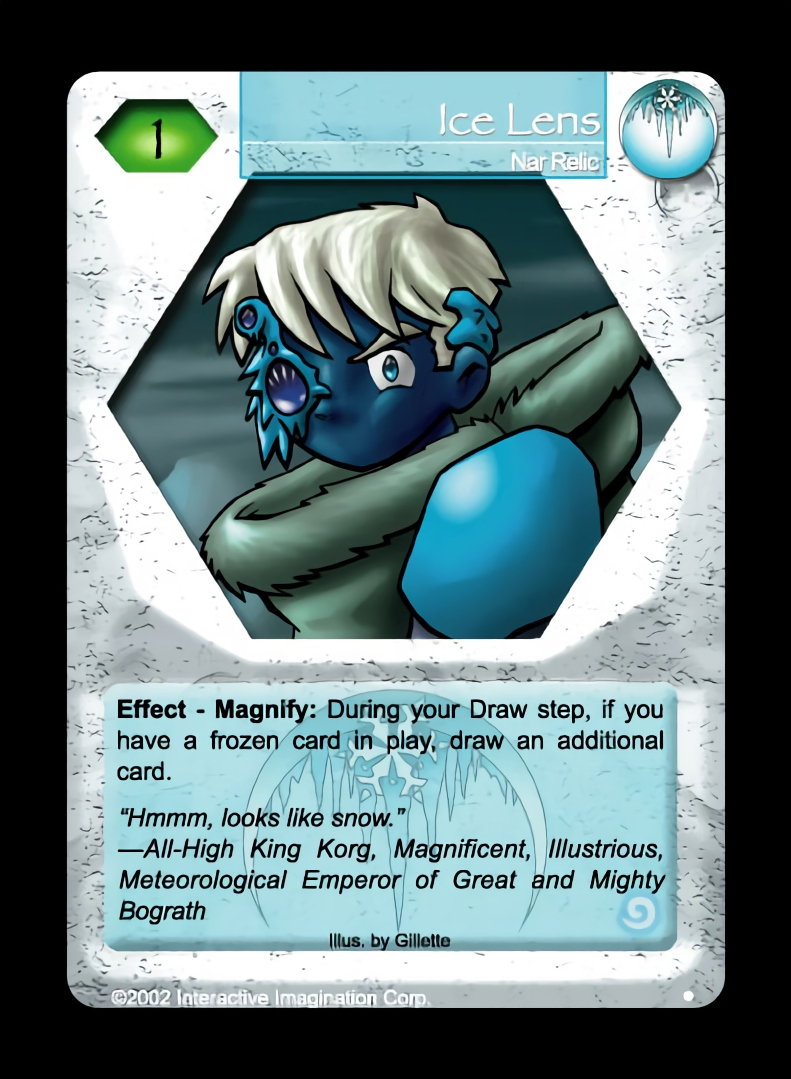 1
Ice Lens
Nar Relic
Effect - Magnify: During your Draw step, if you
have a frozen card in play, draw an additional
card.
“Hmmm, looks like snow.”
—All-High King Korg, Magnificent, Illustrious,
Meteorological Emperor of Great and Mighty
Bograth
Illus. by Gillette
©2002 Interactive Imagination Corp.